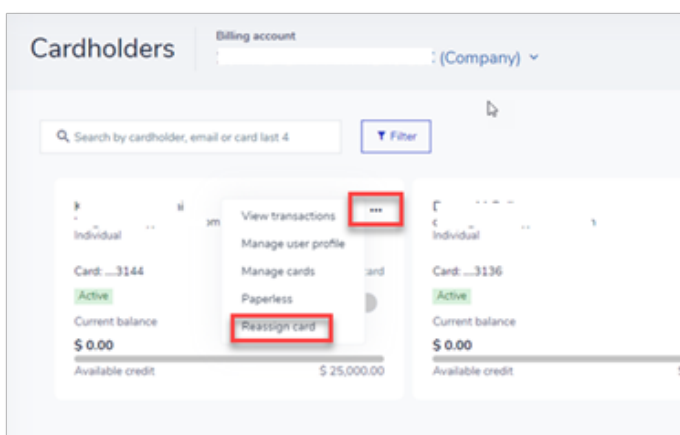 Cardholders
Billing account
(Company)
Search by cardholder, email or card last 4
Filter
...
View transactions
Individual
Manage user profile
Card: ....3144
Manage cards
card
Active
Paperless
Current balance
Reassign card
$ 0.00
Available credit
$ 25,000.00
Individual
Card: ....3136
Active
Current balance
$ 0.00
Available credit